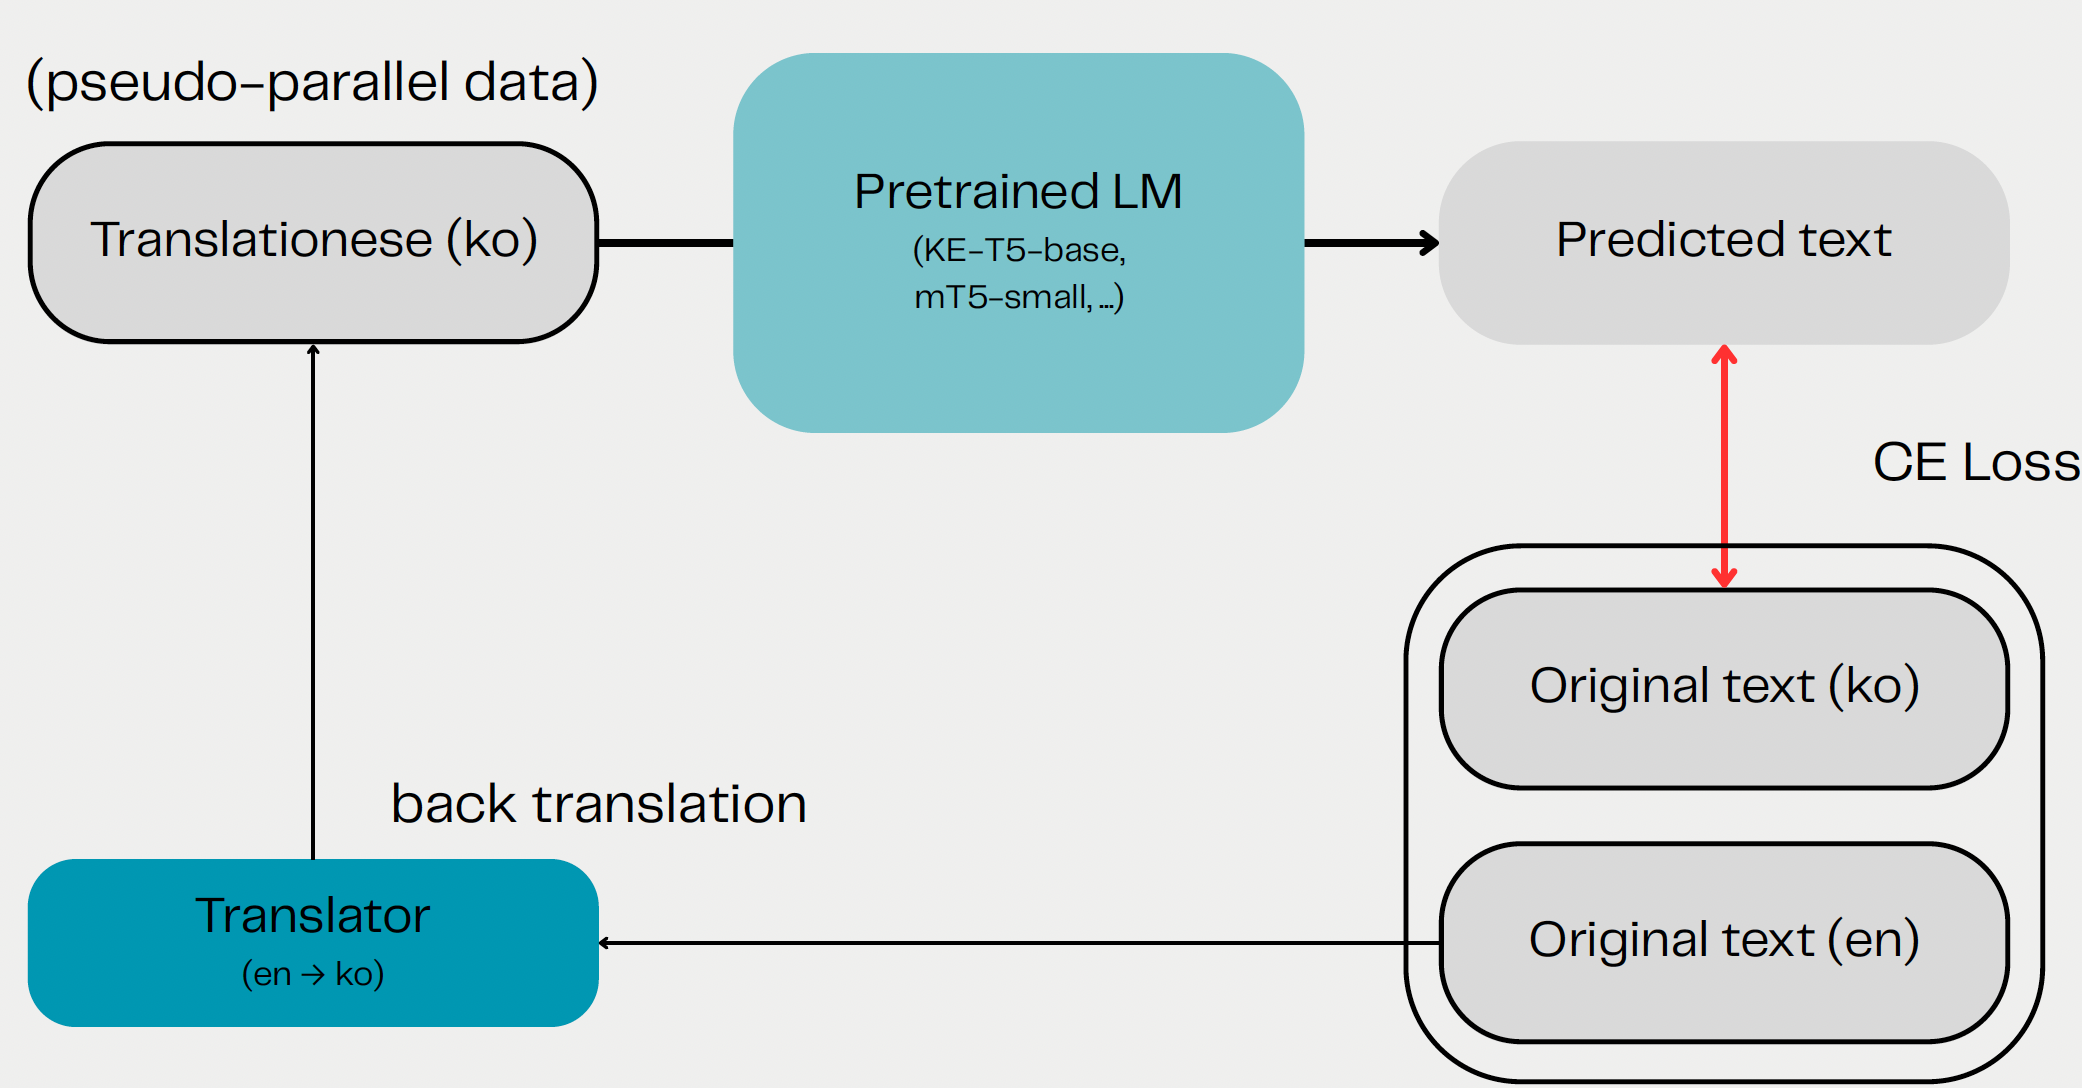 (pseudo-parallel data)
Translationese (ko)
Pretrained LM
(KE-T5-base,
mT5-small, ...)
Predicted text
CE Loss
Original text (ko)
back translation
Translator
(en → ko)
Original text (en)